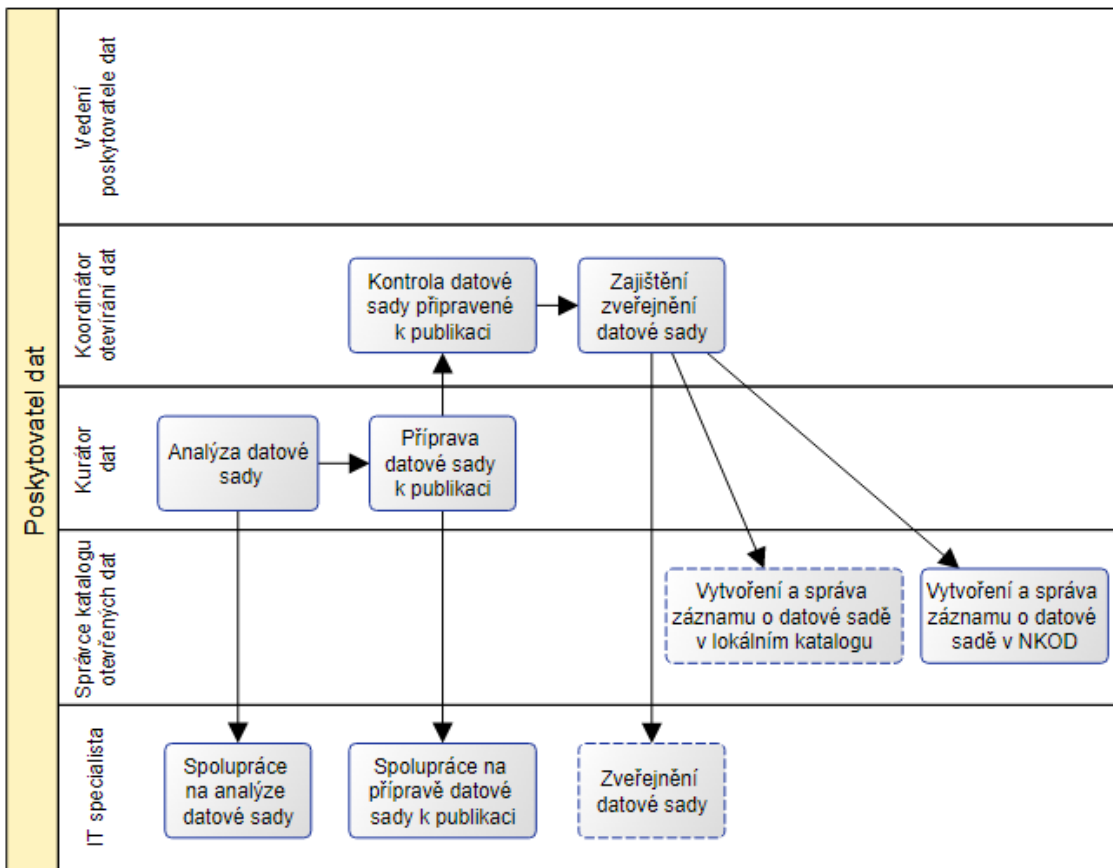 Poskytovatel dat
Vedení
poskytovatele dat
Koordinátor
otevírání dat
Kontrola datové
sady připravené
k publikaci
Zajištění
zveřejnění
datové sady
Kurátor
dat
Analýza datové
sady
Příprava
datové sady
k publikaci
Správce katalogu
otevřených dat
Vytvoření a správa
záznamu o datové sadě
v lokálním katalogu
Vytvoření a správa
záznamu o datové
sadě v NKOD
IT specialista
Spolupráce
na analýze
datové sady
Spolupráce na
přípravě datové
sady k publikaci
Zveřejnění
datové sady